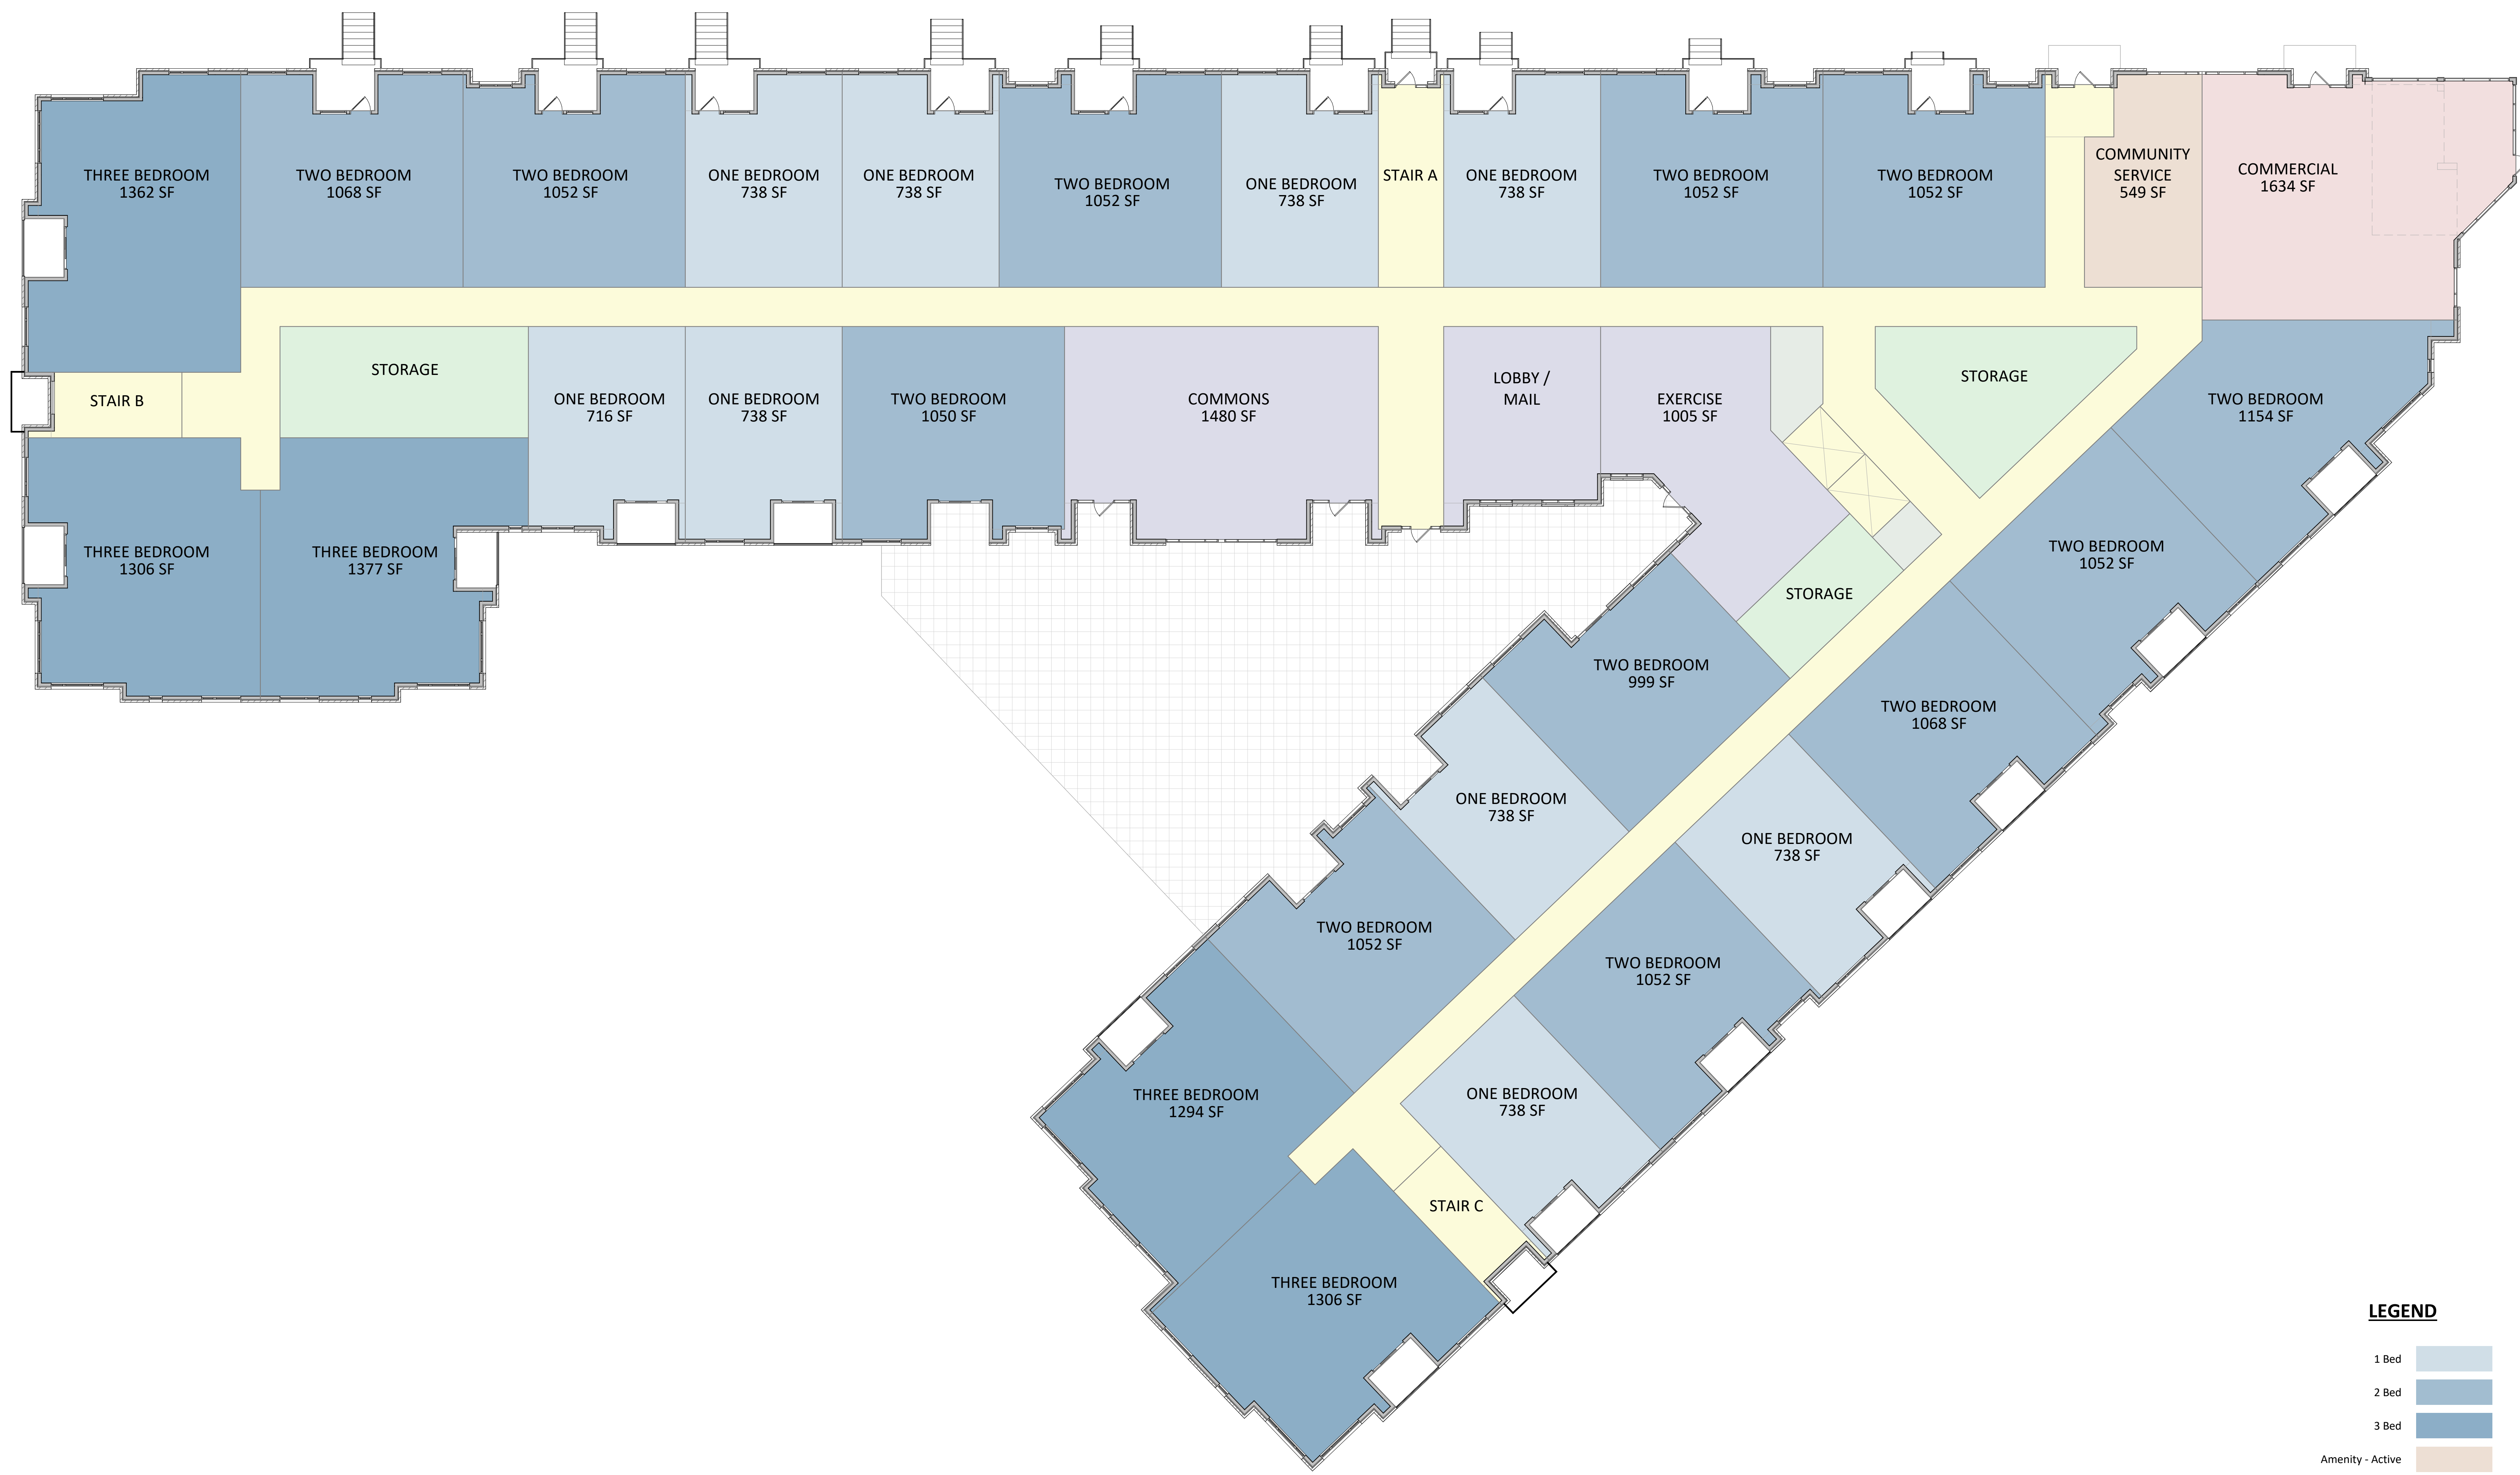 THREE BEDROOM
1362 SF
TWO BEDROOM
1068 SF
TWO BEDROOM
1052 SF
ONE BEDROOM
738 SF
ONE BEDROOM
738 SF
TWO BEDROOM
1052 SF
ONE BEDROOM
738 SF
STAIR A
ONE BEDROOM
738 SF
TWO BEDROOM
1052 SF
TWO BEDROOM
1052 SF
COMMUNITY
SERVICE
549 SF
COMMERCIAL
1634 SF
STAIR B
STORAGE
ONE BEDROOM
716 SF
ONE BEDROOM
738 SF
TWO BEDROOM
1050 SF
COMMONS
1480 SF
LOBBY /
MAIL
EXERCISE
1005 SF
STORAGE
TWO BEDROOM
1154 SF
THREE BEDROOM
1306 SF
THREE BEDROOM
1377 SF
TWO BEDROOM
1052 SF
STORAGE
TWO BEDROOM
999 SF
TWO BEDROOM
1068 SF
ONE BEDROOM
738 SF
ONE BEDROOM
738 SF
TWO BEDROOM
1052 SF
TWO BEDROOM
1052 SF
THREE BEDROOM
1294 SF
ONE BEDROOM
738 SF
STAIR C
THREE BEDROOM
1306 SF
LEGEND
1 Bed
2 Bed
3 Bed
Amenity - Active